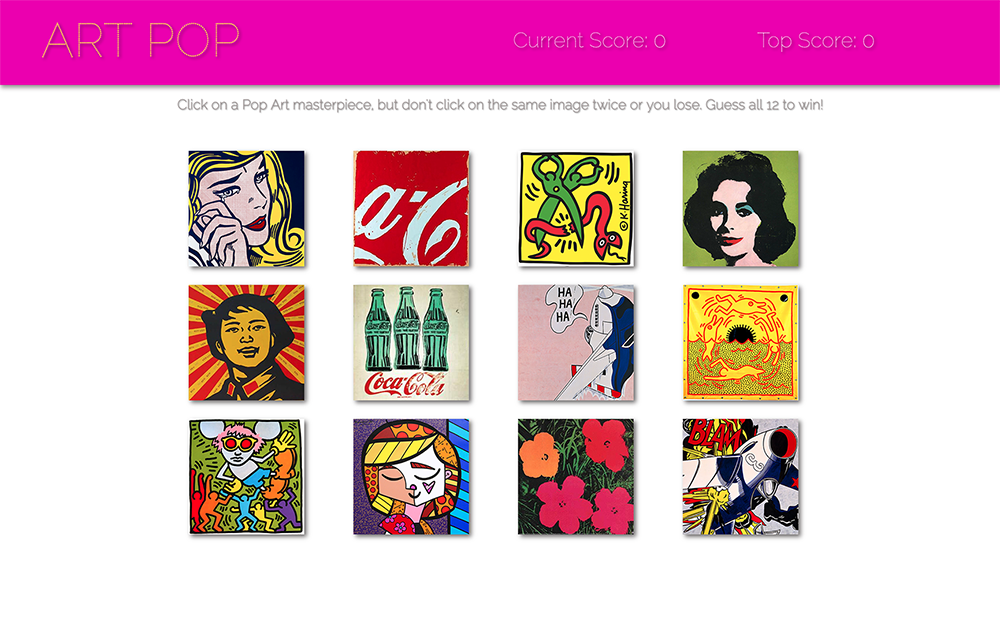 ART POP
Current Score: 0
Top Score: 0
Click on a Pop Art masterpiece, but don't click on the same image twice or you lose. Guess all 12 to win!
a-C
© K. Haring
Coca-Cola
HA
HA
HA!
BLAM